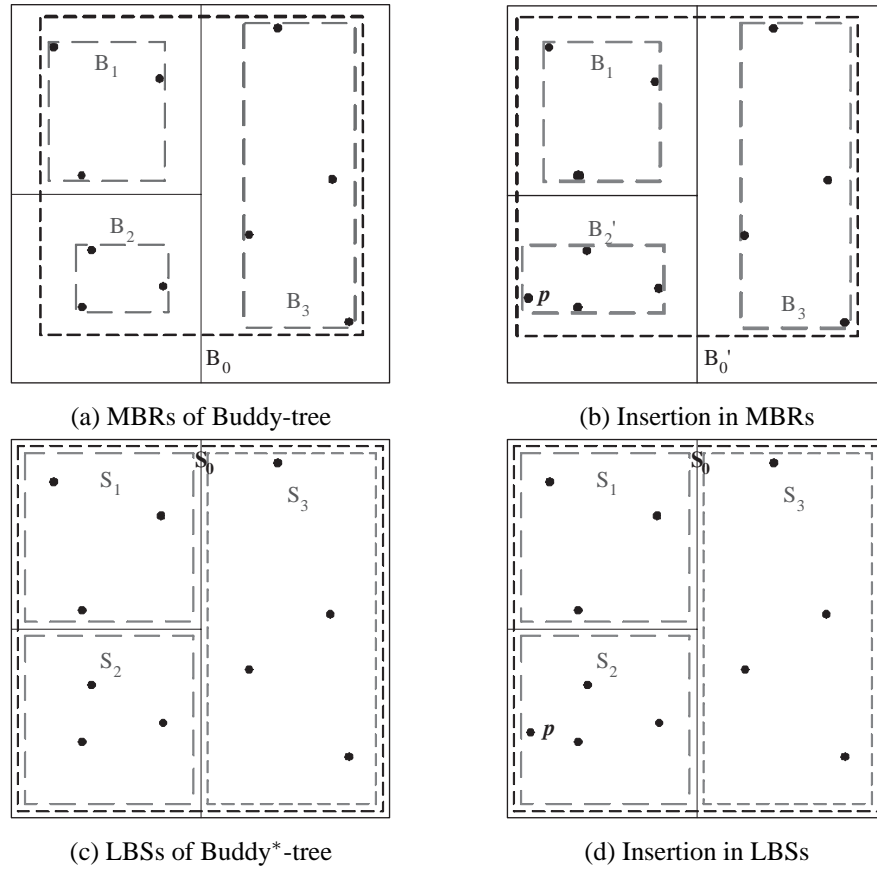 B1
B2
B3
B0
(a) MBRs of Buddy-tree
B1
B2'
p
B3
B0'
(b) Insertion in MBRs
S0
S1
S3
S2
(c) LBSs of Buddy*-tree
S0
S1
S3
S2
p
(d) Insertion in LBSs